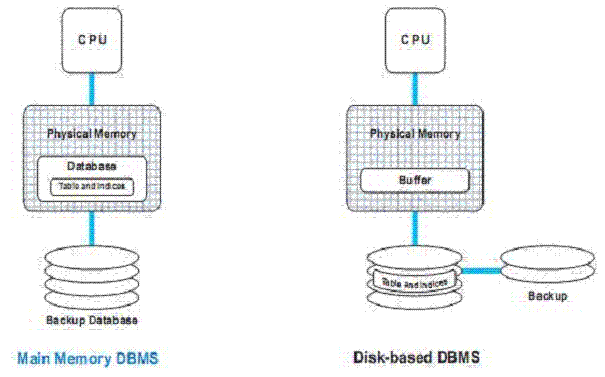 CPU
Physical Memory
Database
Table and Indices
Backup Database
Main Memory DBMS
CPU
Physical Memory
Buffer
Table And Indices
Backup
Disk-based DBMS